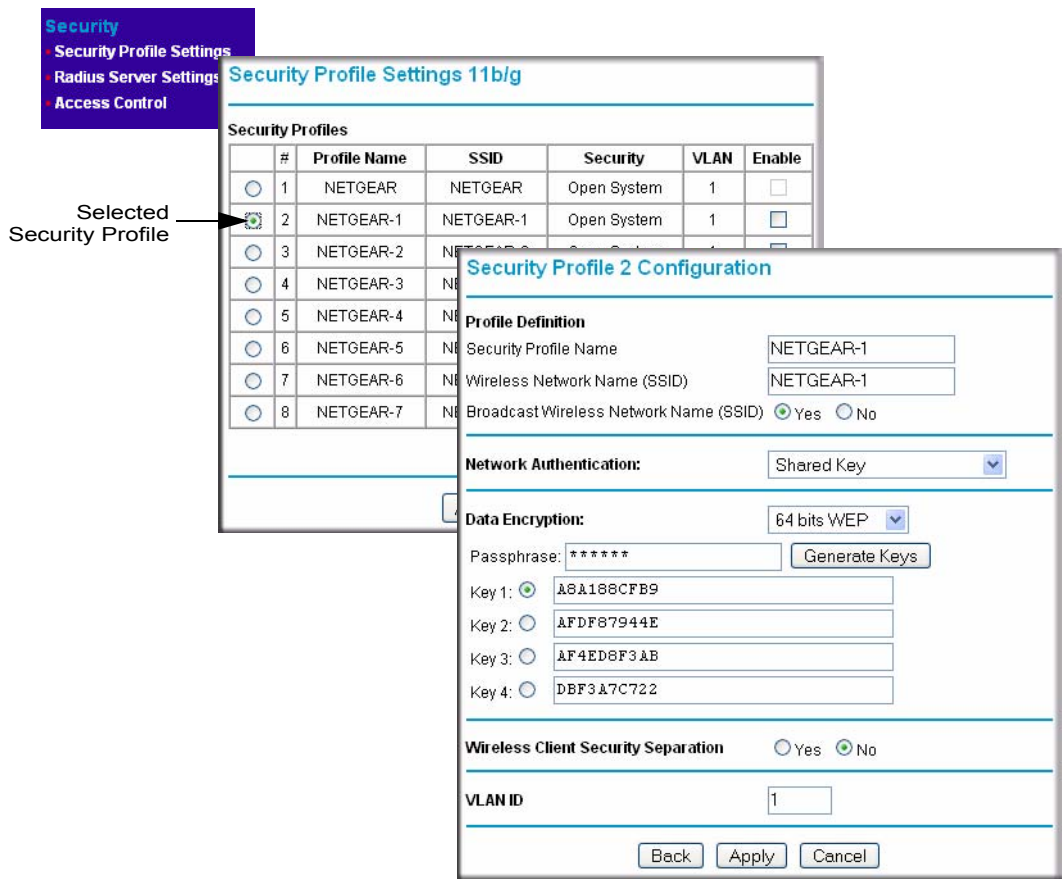 Security
Security Profile Settings
Radius Server Settings
Access Control
Security Profile Settings 11b/g
Security Profiles
# Profile Name SSID Security VLAN Enable
1 NETGEAR NETGEAR Open System 1
Selected
Security Profile
2 NETGEAR-1 NETGEAR-1 Open System 1
3 NETGEAR-2
4 NETGEAR-3
5 NETGEAR-4
6 NETGEAR-5
7 NETGEAR-6
8 NETGEAR-7
Security Profile 2 Configuration
Profile Definition
Security Profile Name NETGEAR-1
Wireless Network Name (SSID) NETGEAR-1
Broadcast Wireless Network Name (SSID) Yes No
Network Authentication: Shared Key
Data Encryption: 64 bits WEP
Passphrase: ****** Generate Keys
Key 1: A8A188CFB9
Key 2: AFDF87944E
Key 3: AF4ED8F3AB
Key 4: DBF3A7C722
Wireless Client Security Separation Yes No
VLAN ID 1
Back Apply Cancel